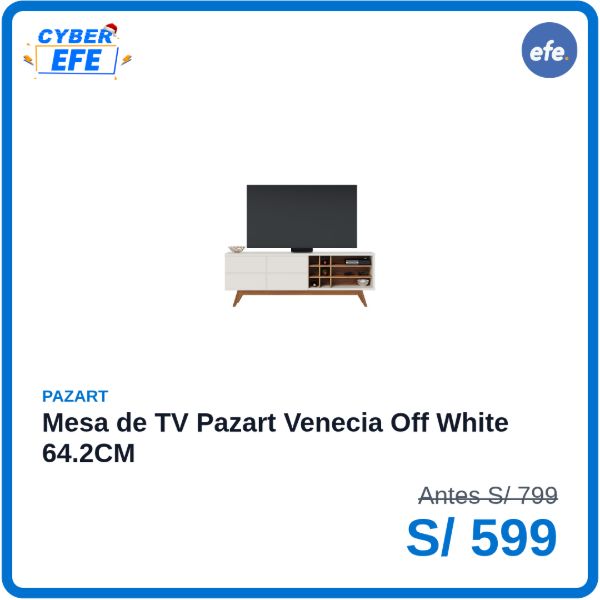 CYBER
EFE
efe.
PAZART
Mesa de TV Pazart Venecia Off White
64.2CM
Antes S/ 799
S/ 599